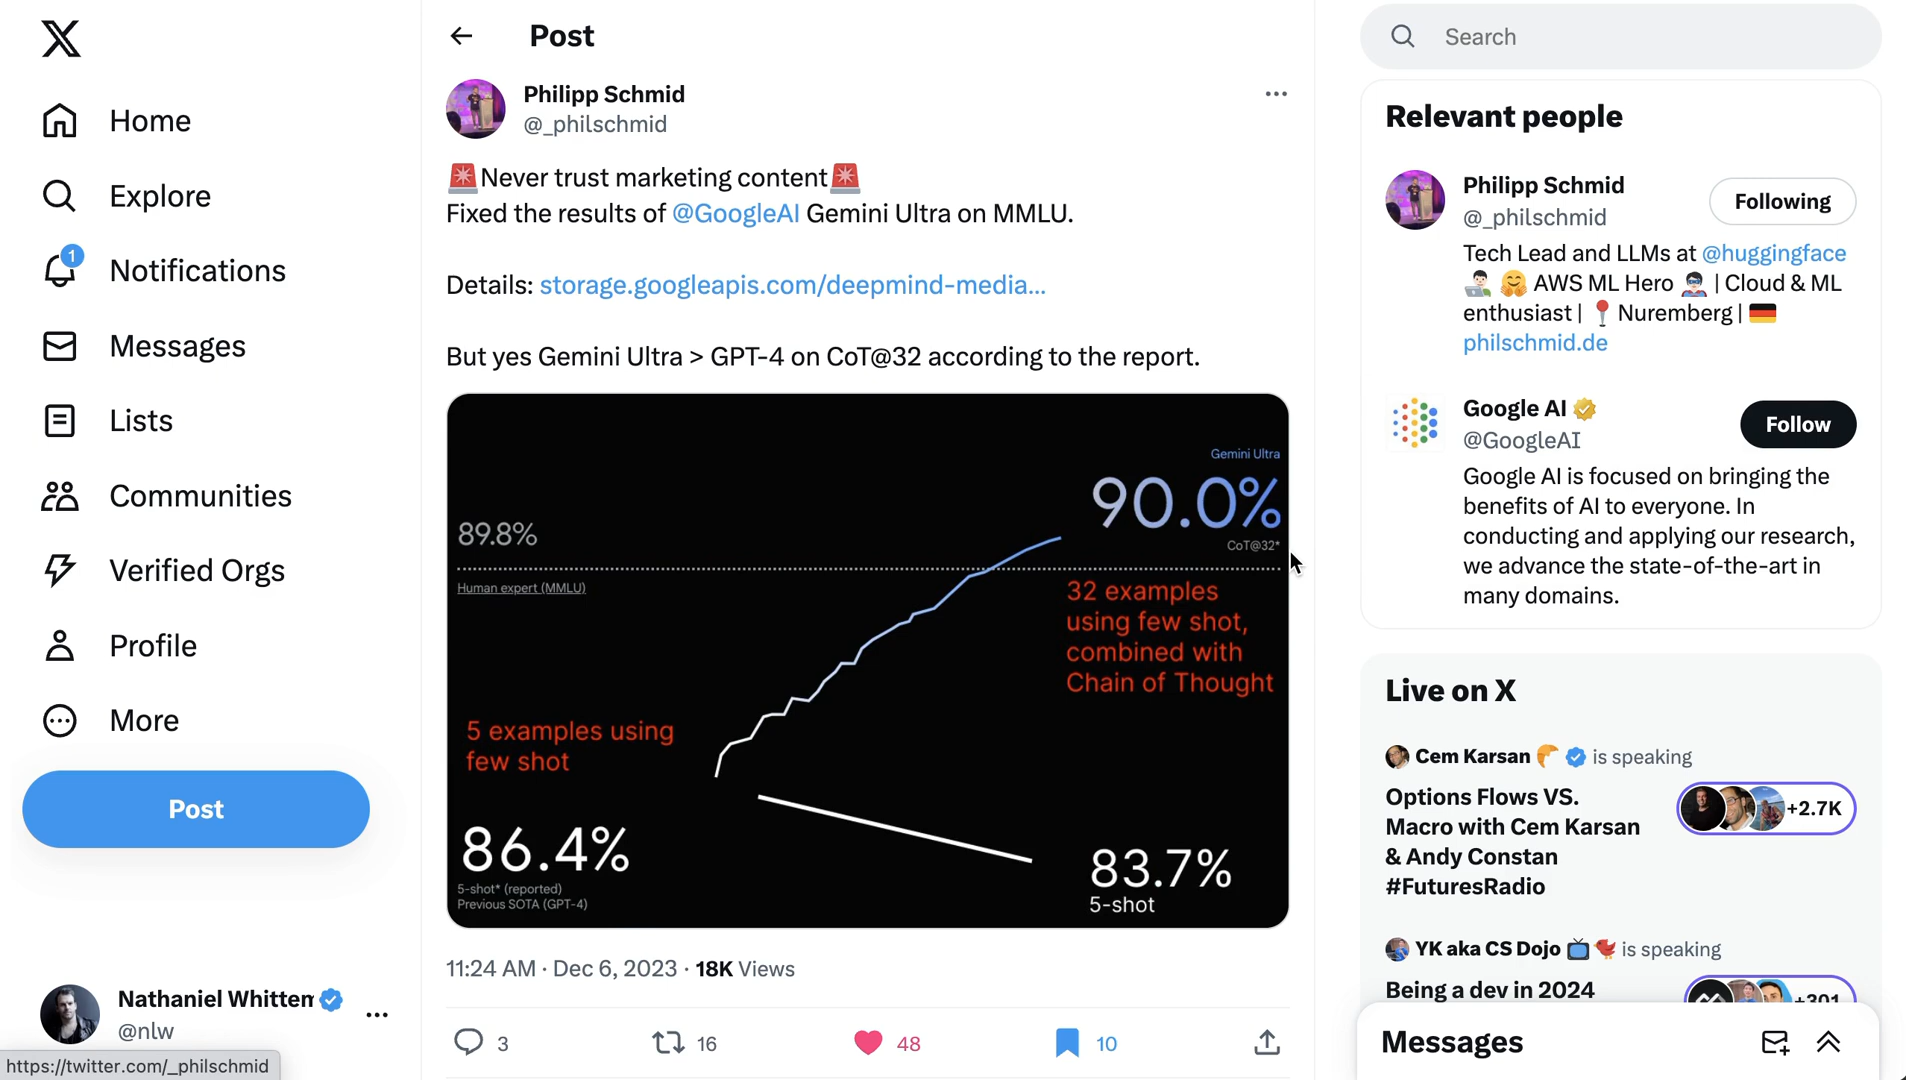 Home
Explore
1
Notifications
Messages
Lists
Communities
Verified Orgs
Profile
More
Post
Nathaniel Whittem
@nlw
https://twitter.com/_philschmid
Post
Philipp Schmid
@_philschmid
🚨Never trust marketing content🚨
Fixed the results of @GoogleAI Gemini Ultra on MMLU.
Details: storage.googleapis.com/deepmind-media...
But yes Gemini Ultra > GPT-4 on CoT@32 according to the report.
Gemini Ultra
90.0%
CoT@32*
89.8%
Human expert (MMLU)
32 examples
using few shot,
combined with
Chain of Thought
5 examples using
few shot
86.4%
5-shot* (reported)
Previous SOTA (GPT-4)
83.7%
5-shot
11:24 AM · Dec 6, 2023 · 18K Views
3
16
48
10
Search
Relevant people
Philipp Schmid
@_philschmid
Following
Tech Lead and LLMs at @huggingface
👨🏻‍💻 🤗 AWS ML Hero 🦸🏻 | Cloud & ML
enthusiast | 📍 Nuremberg | 🇩🇪
philschmid.de
Google AI
@GoogleAI
Follow
Google AI is focused on bringing the
benefits of AI to everyone. In
conducting and applying our research,
we advance the state-of-the-art in
many domains.
Live on X
Cem Karsan 🥐 is speaking
Options Flows VS.
Macro with Cem Karsan
& Andy Constan
#FuturesRadio
+2.7K
YK aka CS Dojo 📺 🐦 is speaking
Being a dev in 2024
+301
Messages